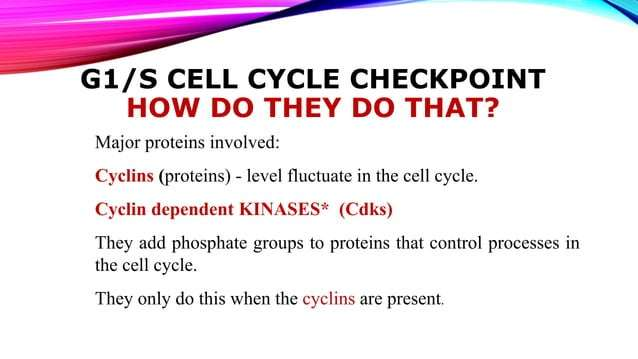 G1/S CELL CYCLE CHECKPOINT
HOW DO THEY DO THAT?
Major proteins involved:
Cyclins (proteins) - level fluctuate in the cell cycle.
Cyclin dependent KINASES* (Cdks)
They add phosphate groups to proteins that control processes in
the cell cycle.
They only do this when the cyclins are present.